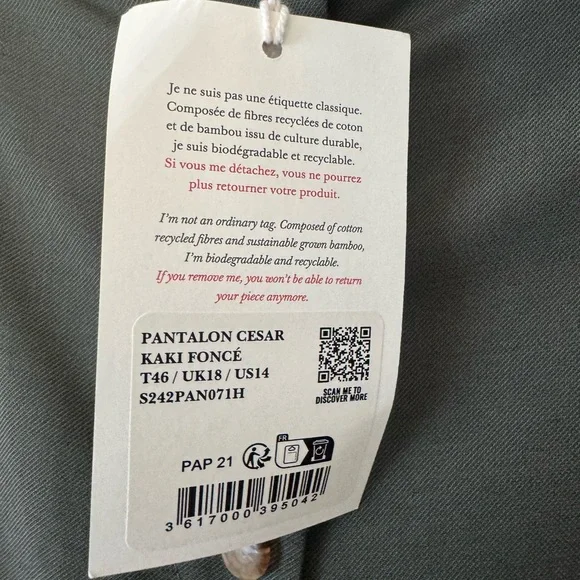 Je ne suis pas une étiquette classique.
Composée de fibres recyclées de coton
et de bambou issu de culture durable,
je suis biodégradable et recyclable.
Si vous me détachez, vous ne pourrez
plus retourner votre produit.
I'm not an ordinary tag. Composed of cotton
recycled fibres and sustainable grown bamboo,
I'm biodegradable and recyclable.
If you remove me, you won't be able to return
your piece anymore.
PANTALON CESAR
KAKI FONCÉ
T46 / UK18 / US14
S242PAN071H
SCAN ME TO
DISCOVER MORE
PAP 21
FR
3 617000 395042